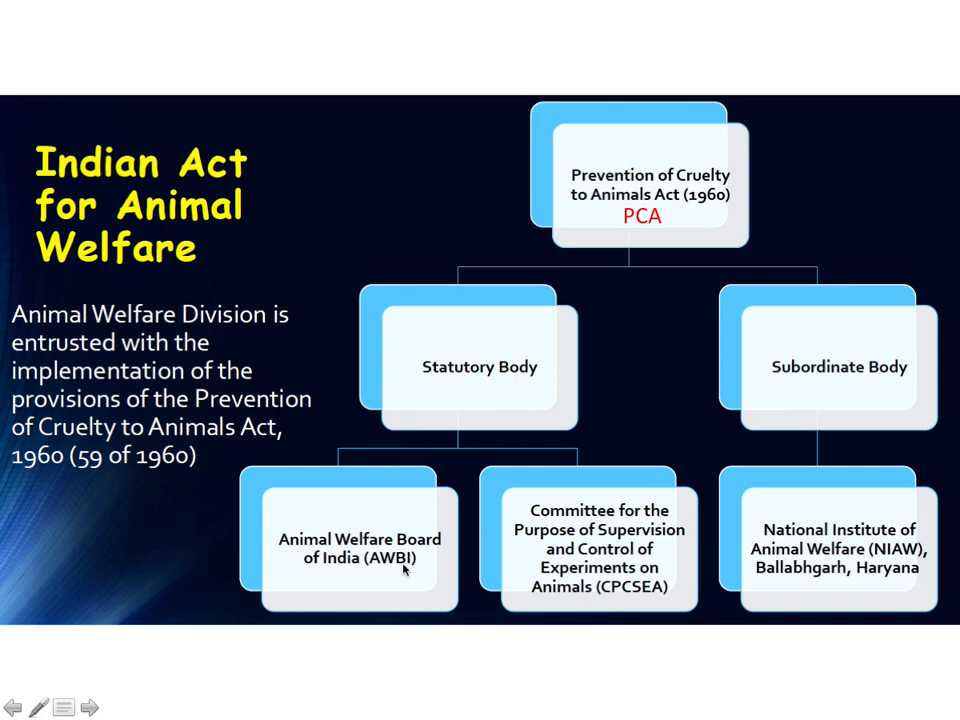 Indian Act
for Animal
Welfare
Animal Welfare Division is
entrusted with the
implementation of the
provisions of the Prevention
of Cruelty to Animals Act,
1960 (59 of 1960)
Prevention of Cruelty
to Animals Act (1960)
PCA
Statutory Body
Subordinate Body
Animal Welfare Board
of India (AWBI)
Committee for the
Purpose of Supervision
and Control of
Experiments on
Animals (CPCSEA)
National Institute of
Animal Welfare (NIAW),
Ballabhgarh, Haryana